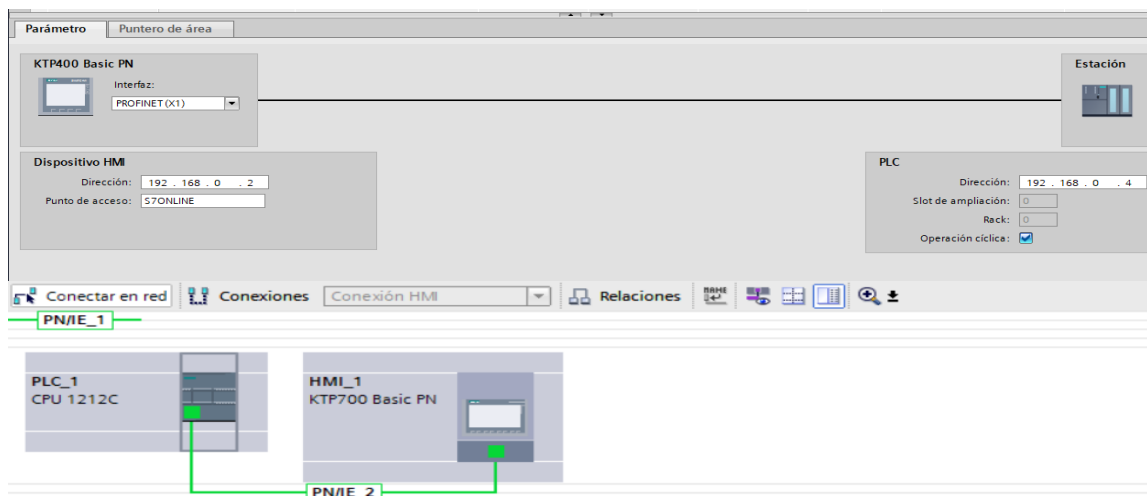 Parámetro Puntero de área
KTP400 Basic PN
Interfaz:
PROFINET (X1)
Estación
Dispositivo HMI
Dirección: 192 . 168 . 0 . 2
Punto de acceso: S7ONLINE
PLC
Dirección: 192 . 168 . 0 . 4
Slot de ampliación: 0
Rack: 0
Operación cíclica:
Conectar en red Conexiones Conexión HMI Relaciones
PN/IE_1
PLC_1
CPU 1212C
HMI_1
KTP700 Basic PN
PN/IE_2